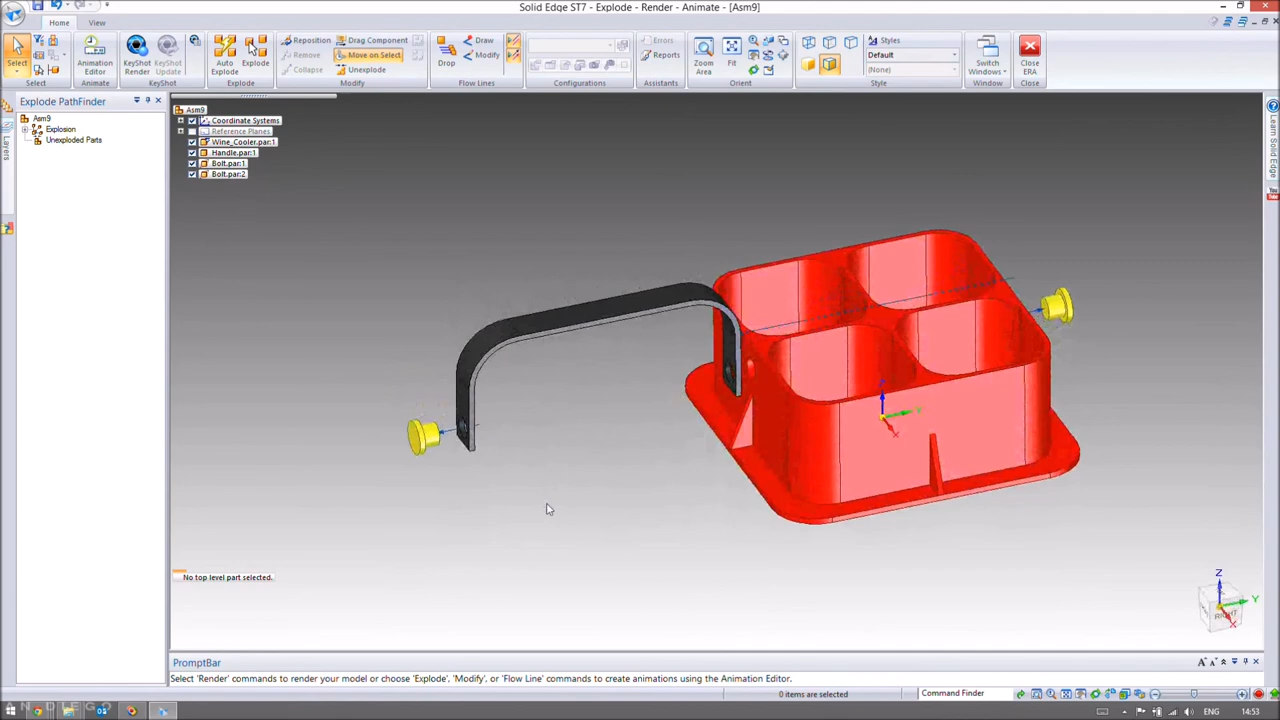 Solid Edge ST7 - Explode - Render - Animate - [Asm9]
Home View
Select
Select
Animation
Editor
Animate
KeyShot
Render
KeyShot
Update
KeyShot
Auto
Explode
Explode
Explode
Reposition
Remove
Collapse
Drag Component
Move on Select
Unexplode
Modify
Drop
Draw
Modify
Flow Lines
Configurations
Errors
Reports
Assistants
Zoom
Area
Fit
Orient
Styles
Default
(None)
Style
Switch
Windows
Window
Close
ERA
Close
Explode PathFinder
Asm9
Explosion
Unexploded Parts
Layers
Asm9
Coordinate Systems
Reference Planes
Wine_Cooler.par:1
Handle.par:1
Bolt.par:1
Bolt.par:2
No top level part selected.
Learn Solid Edge
You
Z
Y
X
RIGHT
PromptBar
Select 'Render' commands to render your model or choose 'Explode', 'Modify', or 'Flow Line' commands to create animations using the Animation Editor.
0 items are selected
Command Finder
ENG
14:53